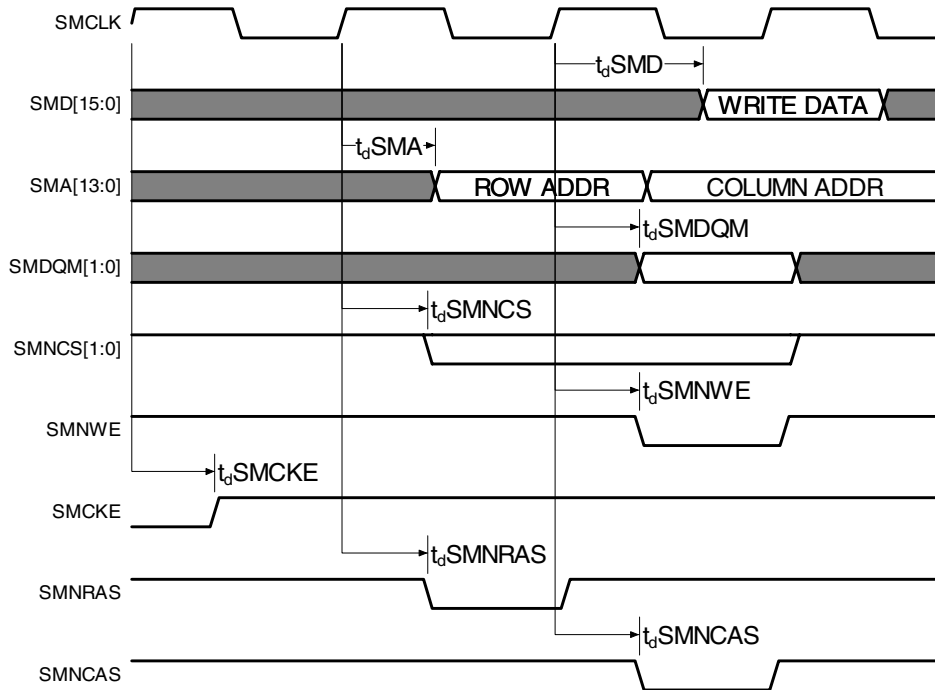 SMCLK
tdSMD
SMD[15:0]
WRITE DATA
tdSMA
SMA[13:0]
ROW ADDR
COLUMN ADDR
tdSMDQM
SMDQM[1:0]
tdSMNCS
SMNCS[1:0]
tdSMNWE
SMNWE
tdSMCKE
SMCKE
tdSMNRAS
SMNRAS
tdSMNCAS
SMNCAS